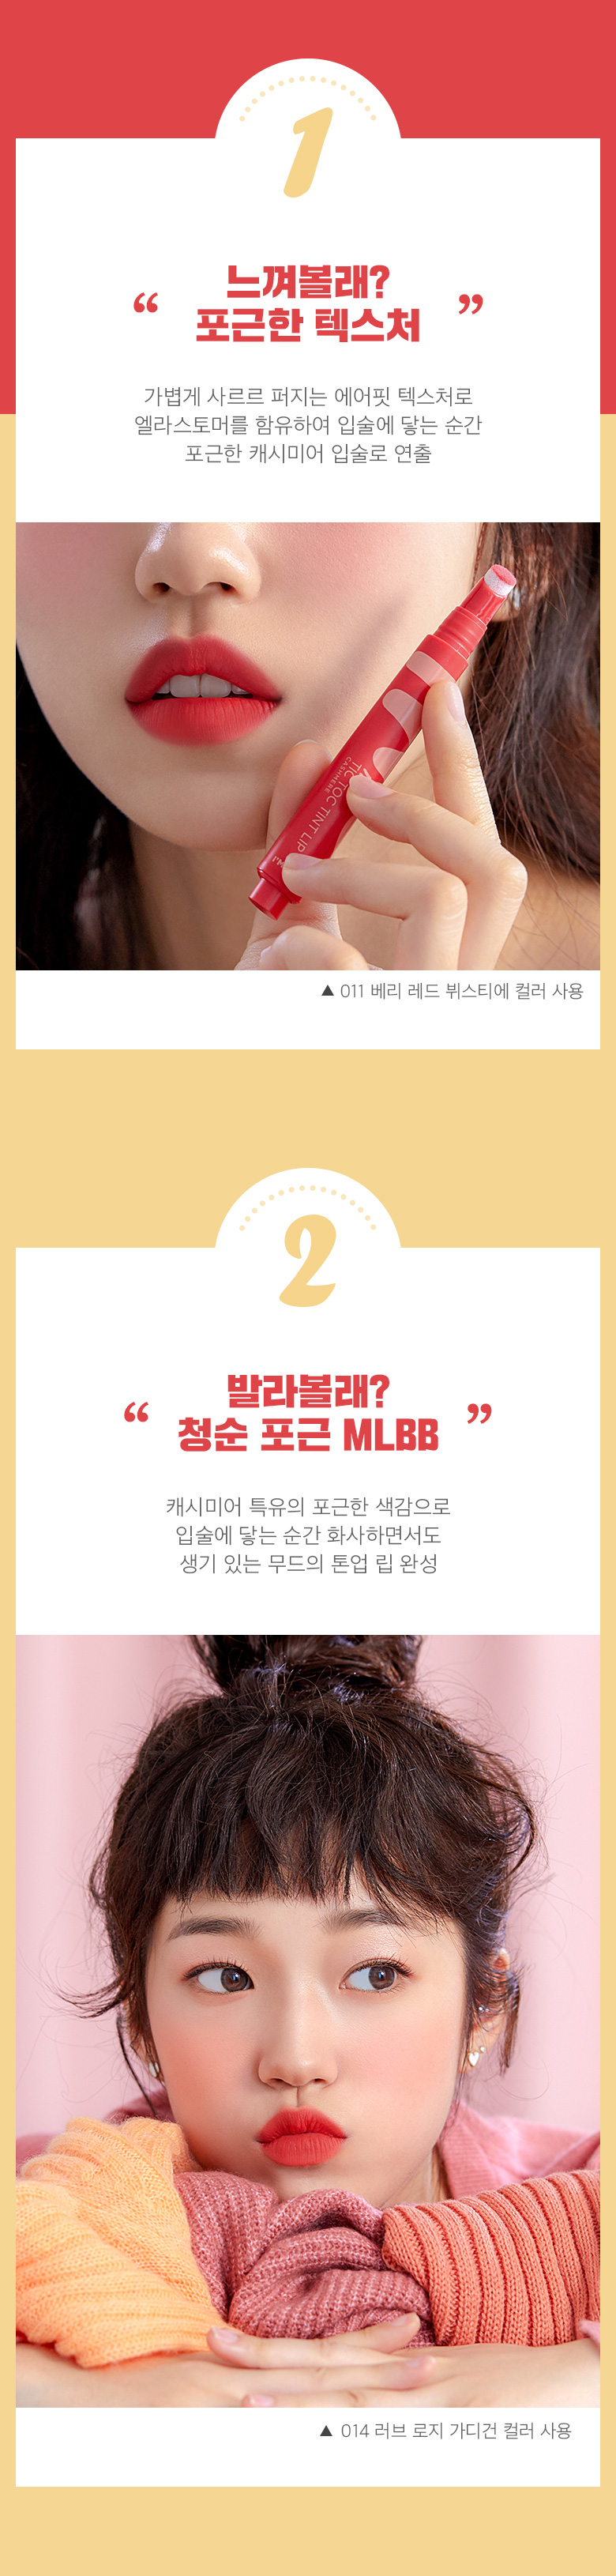 1
“ 느껴볼래? ”
포근한 텍스처
가볍게 사르르 퍼지는 에어핏 텍스처로
엘라스토머를 함유하여 입술에 닿는 순간
포근한 캐시미어 입술로 연출
CASHMERE
TIC TOC TINT LIP
▲ 011 베리 레드 뷔스티에 컬러 사용
2
“ 발라볼래? ”
청순 포근 MLBB
캐시미어 특유의 포근한 색감으로
입술에 닿는 순간 화사하면서도
생기 있는 무드의 톤업 립 완성
▲ 014 러브 로지 가디건 컬러 사용